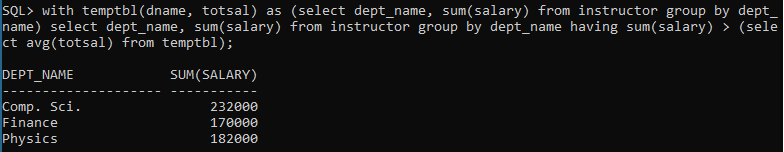 SQL> with temptbl(dname, totsal) as (select dept_name, sum(salary) from instructor group by dept_
name) select dept_name, sum(salary) from instructor group by dept_name having sum(salary) > (sele
ct avg(totsal) from temptbl);
DEPT_NAME            SUM(SALARY)
-------------------- -----------
Comp. Sci.                232000
Finance                   170000
Physics                   182000